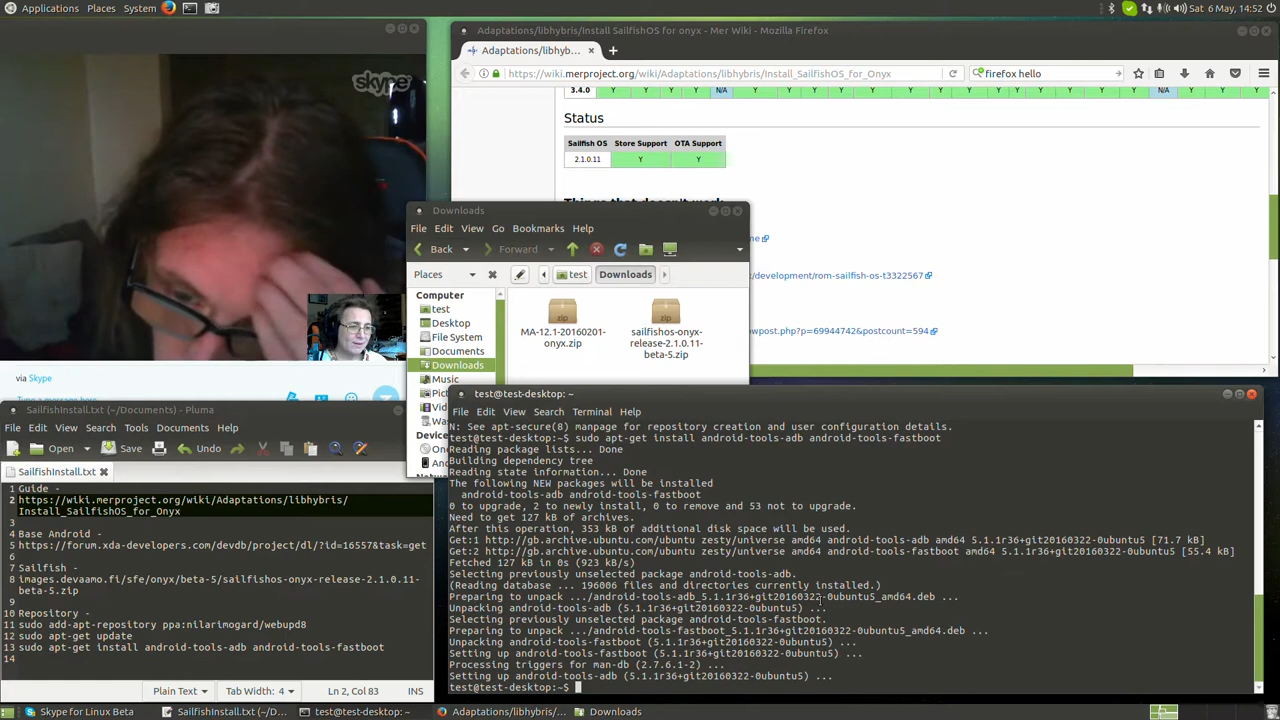 Applications Places System
Sat 6 May, 14:52
skype
via Skype
Adaptations/libhybris/Install SailfishOS for onyx - Mer Wiki - Mozilla Firefox
Adaptations/libhyb...
https://wiki.merproject.org/wiki/Adaptations/libhybris/Install_SailfishOS_for_Onyx
firefox hello
3.4.0 Y Y Y Y N/A Y Y Y Y Y Y Y Y Y Y Y Y N/A Y Y Y
Status
Sailfish OS Store Support OTA Support
2.1.0.11 Y Y
Things that doesn't work
/development/rom-sailfish-os-t3322567
owpost.php?p=69944742&postcount=594
Downloads
File Edit View Go Bookmarks Help
Back Forward
Places test Downloads
Computer
test
Desktop
File System
Documents
Downloads
Music
MA-12.1-20160201-
onyx.zip
sailfishos-onyx-
release-2.1.0.11-
beta-5.zip
SailfishInstall.txt (~/Documents) - Pluma
File Edit View Search Tools Documents Help
Open Save Undo
SailfishInstall.txt
1 Guide -
2 https://wiki.merproject.org/wiki/Adaptations/libhybris/
Install_SailfishOS_for_Onyx
3
4 Base Android -
5 https://forum.xda-developers.com/devdb/project/dl/?id=16557&task=get
6
7 Sailfish -
8 images.devaamo.fi/sfe/onyx/beta-5/sailfishos-onyx-release-2.1.0.11-
beta-5.zip
9
10 Repository -
11 sudo add-apt-repository ppa:nilarimogard/webupd8
12 sudo apt-get update
13 sudo apt-get install android-tools-adb android-tools-fastboot
14
Plain Text Tab Width: 4 Ln 2, Col 83 INS
test@test-desktop: ~
File Edit View Search Terminal Help
N: See apt-secure(8) manpage for repository creation and user configuration details.
test@test-desktop:~$ sudo apt-get install android-tools-adb android-tools-fastboot
Reading package lists... Done
Building dependency tree
Reading state information... Done
The following NEW packages will be installed
android-tools-adb android-tools-fastboot
0 to upgrade, 2 to newly install, 0 to remove and 53 not to upgrade.
Need to get 127 kB of archives.
After this operation, 353 kB of additional disk space will be used.
Get:1 http://gb.archive.ubuntu.com/ubuntu zesty/universe amd64 android-tools-adb amd64 5.1.1r36+git20160322-0ubuntu5 [71.7 kB]
Get:2 http://gb.archive.ubuntu.com/ubuntu zesty/universe amd64 android-tools-fastboot amd64 5.1.1r36+git20160322-0ubuntu5 [55.4 kB]
Fetched 127 kB in 0s (923 kB/s)
Selecting previously unselected package android-tools-adb.
(Reading database ... 196006 files and directories currently installed.)
Preparing to unpack .../android-tools-adb_5.1.1r36+git20160322-0ubuntu5_amd64.deb ...
Unpacking android-tools-adb (5.1.1r36+git20160322-0ubuntu5) ...
Selecting previously unselected package android-tools-fastboot.
Preparing to unpack .../android-tools-fastboot_5.1.1r36+git20160322-0ubuntu5_amd64.deb ...
Unpacking android-tools-fastboot (5.1.1r36+git20160322-0ubuntu5) ...
Setting up android-tools-fastboot (5.1.1r36+git20160322-0ubuntu5) ...
Processing triggers for man-db (2.7.6.1-2) ...
Setting up android-tools-adb (5.1.1r36+git20160322-0ubuntu5) ...
test@test-desktop:~$
Skype for Linux Beta SailfishInstall.txt (~/D... test@test-desktop: ~ Adaptations/libhybris/... Downloads